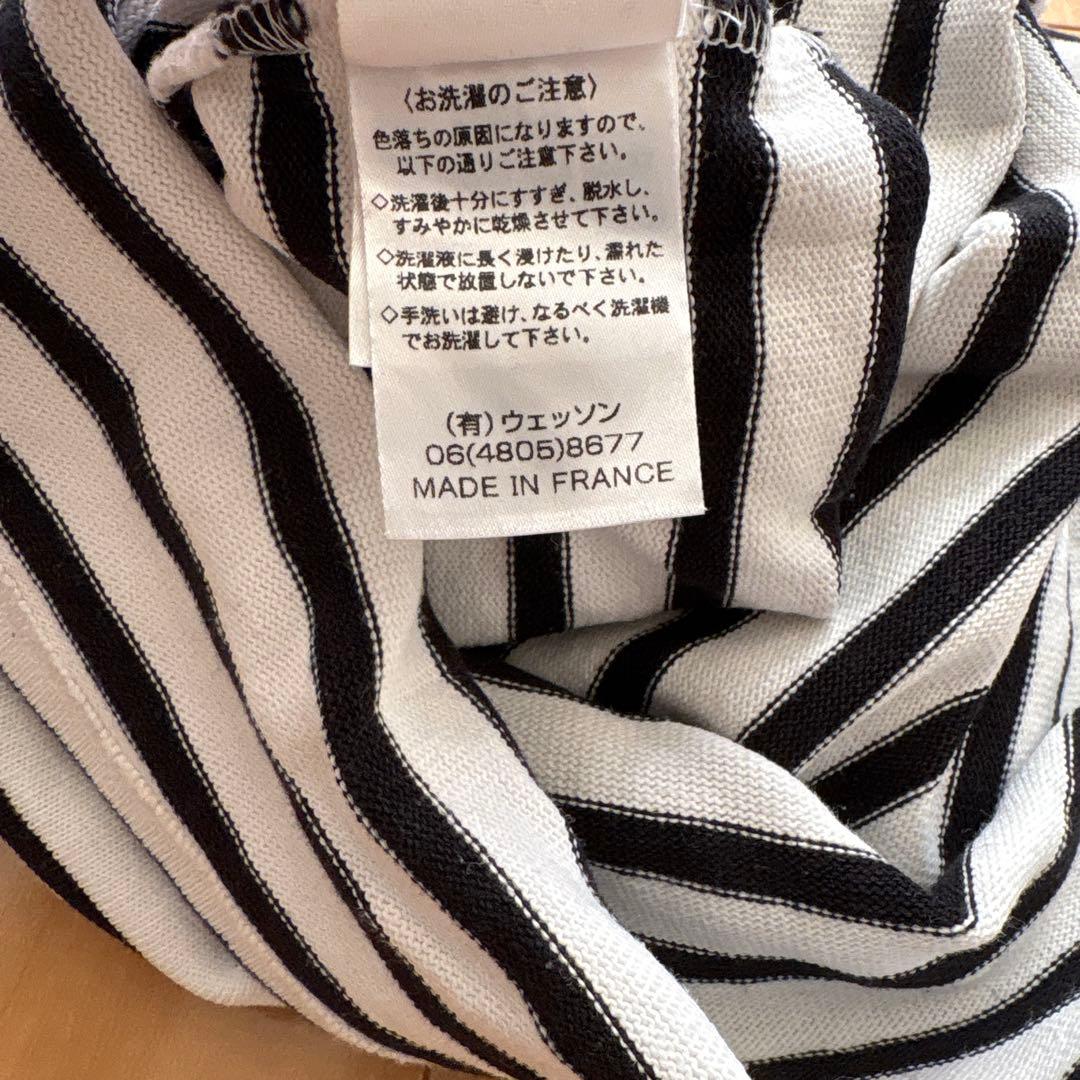 〈お洗濯のご注意〉
色落ちの原因になりますので、
以下の通りご注意下さい。
◇洗濯後十分にすすぎ、脱水し、
すみやかに乾燥させて下さい。
◇洗濯液に長く浸けたり、濡れた
状態で放置しないで下さい。
◇手洗いは避け、なるべく洗濯機
でお洗濯して下さい。
(有)ウェッソン
06(4805)8677
MADE IN FRANCE